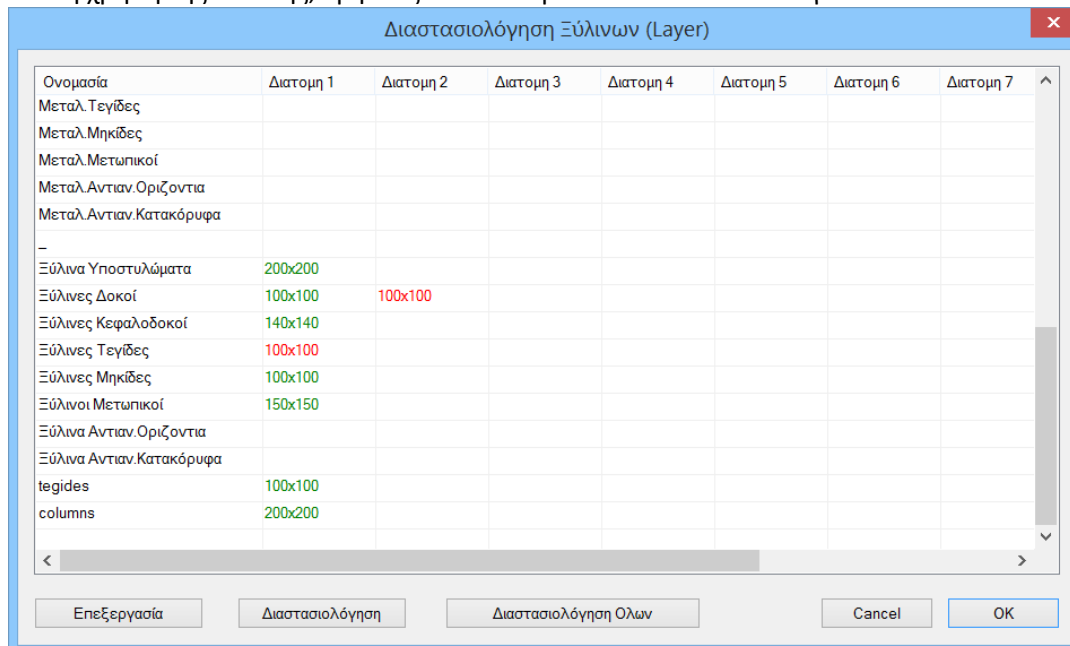 Διαστασιολόγηση Ξύλινων (Layer)
Ονομασία Διατομη 1 Διατομη 2 Διατομη 3 Διατομη 4 Διατομη 5 Διατομη 6 Διατομη 7
Μεταλ.Τεγίδες
Μεταλ.Μηκίδες
Μεταλ.Μετωπικοί
Μεταλ.Αντιαν.Οριζοντια
Μεταλ.Αντιαν.Κατακόρυφα
_
Ξύλινα Υποστυλώματα 200x200
Ξύλινες Δοκοί 100x100 100x100
Ξύλινες Κεφαλοδοκοί 140x140
Ξύλινες Τεγίδες 100x100
Ξύλινες Μηκίδες 100x100
Ξύλινοι Μετωπικοί 150x150
Ξύλινα Αντιαν.Οριζοντια
Ξύλινα Αντιαν.Κατακόρυφα
tegides 100x100
columns 200x200
Επεξεργασία Διαστασιολόγηση Διαστασιολόγηση Ολων Cancel OK